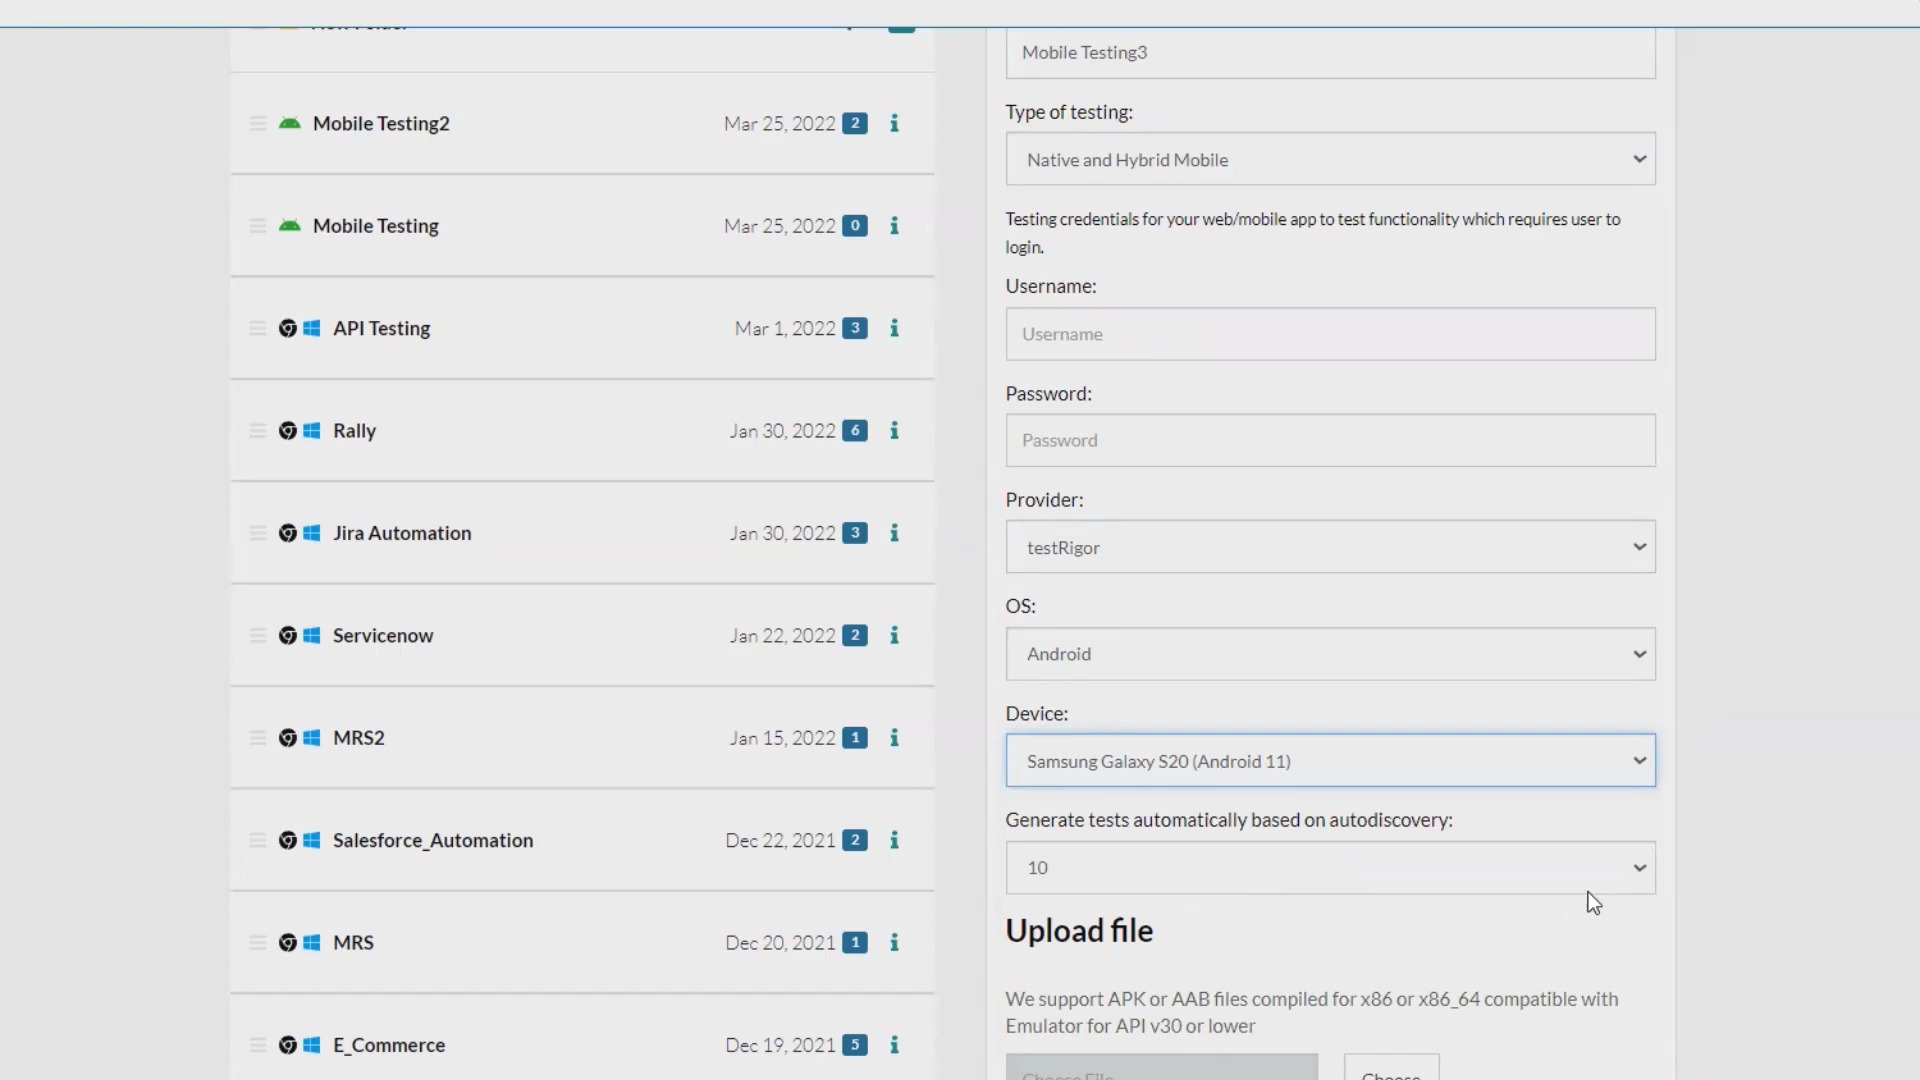 Mobile Testing2 Mar 25, 2022 2
Mobile Testing Mar 25, 2022 0
API Testing Mar 1, 2022 3
Rally Jan 30, 2022 6
Jira Automation Jan 30, 2022 3
Servicenow Jan 22, 2022 2
MRS2 Jan 15, 2022 1
Salesforce_Automation Dec 22, 2021 2
MRS Dec 20, 2021 1
E_Commerce Dec 19, 2021 5
Mobile Testing3
Type of testing:
Native and Hybrid Mobile
Testing credentials for your web/mobile app to test functionality which requires user to
login.
Username:
Username
Password:
Password
Provider:
testRigor
OS:
Android
Device:
Samsung Galaxy S20 (Android 11)
Generate tests automatically based on autodiscovery:
10
Upload file
We support APK or AAB files compiled for x86 or x86_64 compatible with
Emulator for API v30 or lower
Choose File Choose